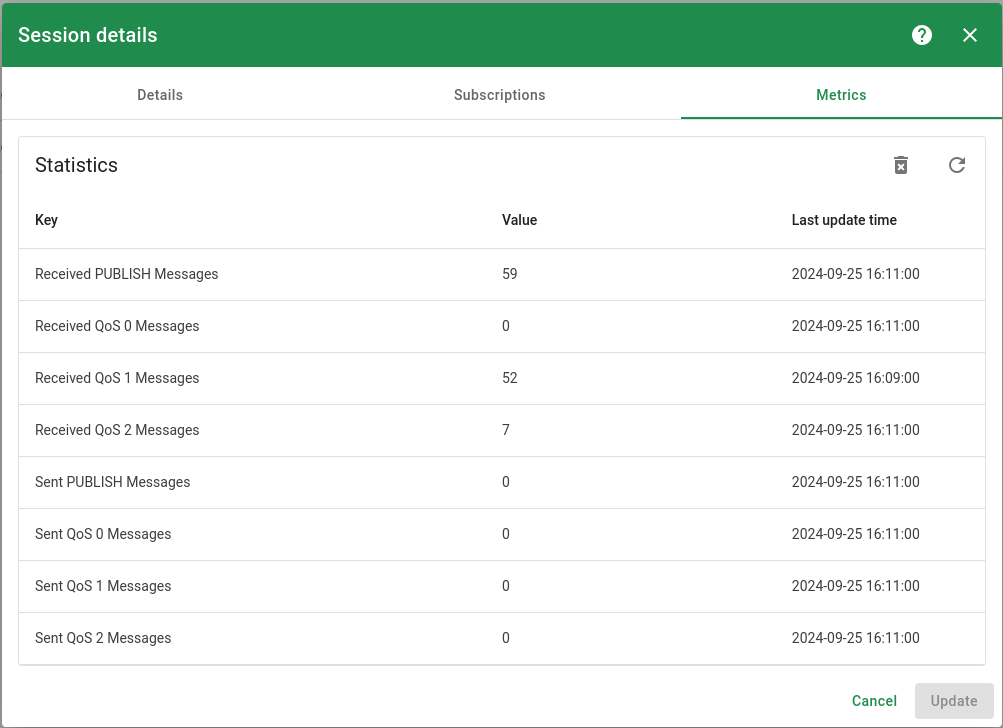 Session details
Details Subscriptions Metrics
Statistics
Key Value Last update time
Received PUBLISH Messages 59 2024-09-25 16:11:00
Received QoS 0 Messages 0 2024-09-25 16:11:00
Received QoS 1 Messages 52 2024-09-25 16:09:00
Received QoS 2 Messages 7 2024-09-25 16:11:00
Sent PUBLISH Messages 0 2024-09-25 16:11:00
Sent QoS 0 Messages 0 2024-09-25 16:11:00
Sent QoS 1 Messages 0 2024-09-25 16:11:00
Sent QoS 2 Messages 0 2024-09-25 16:11:00
Cancel Update